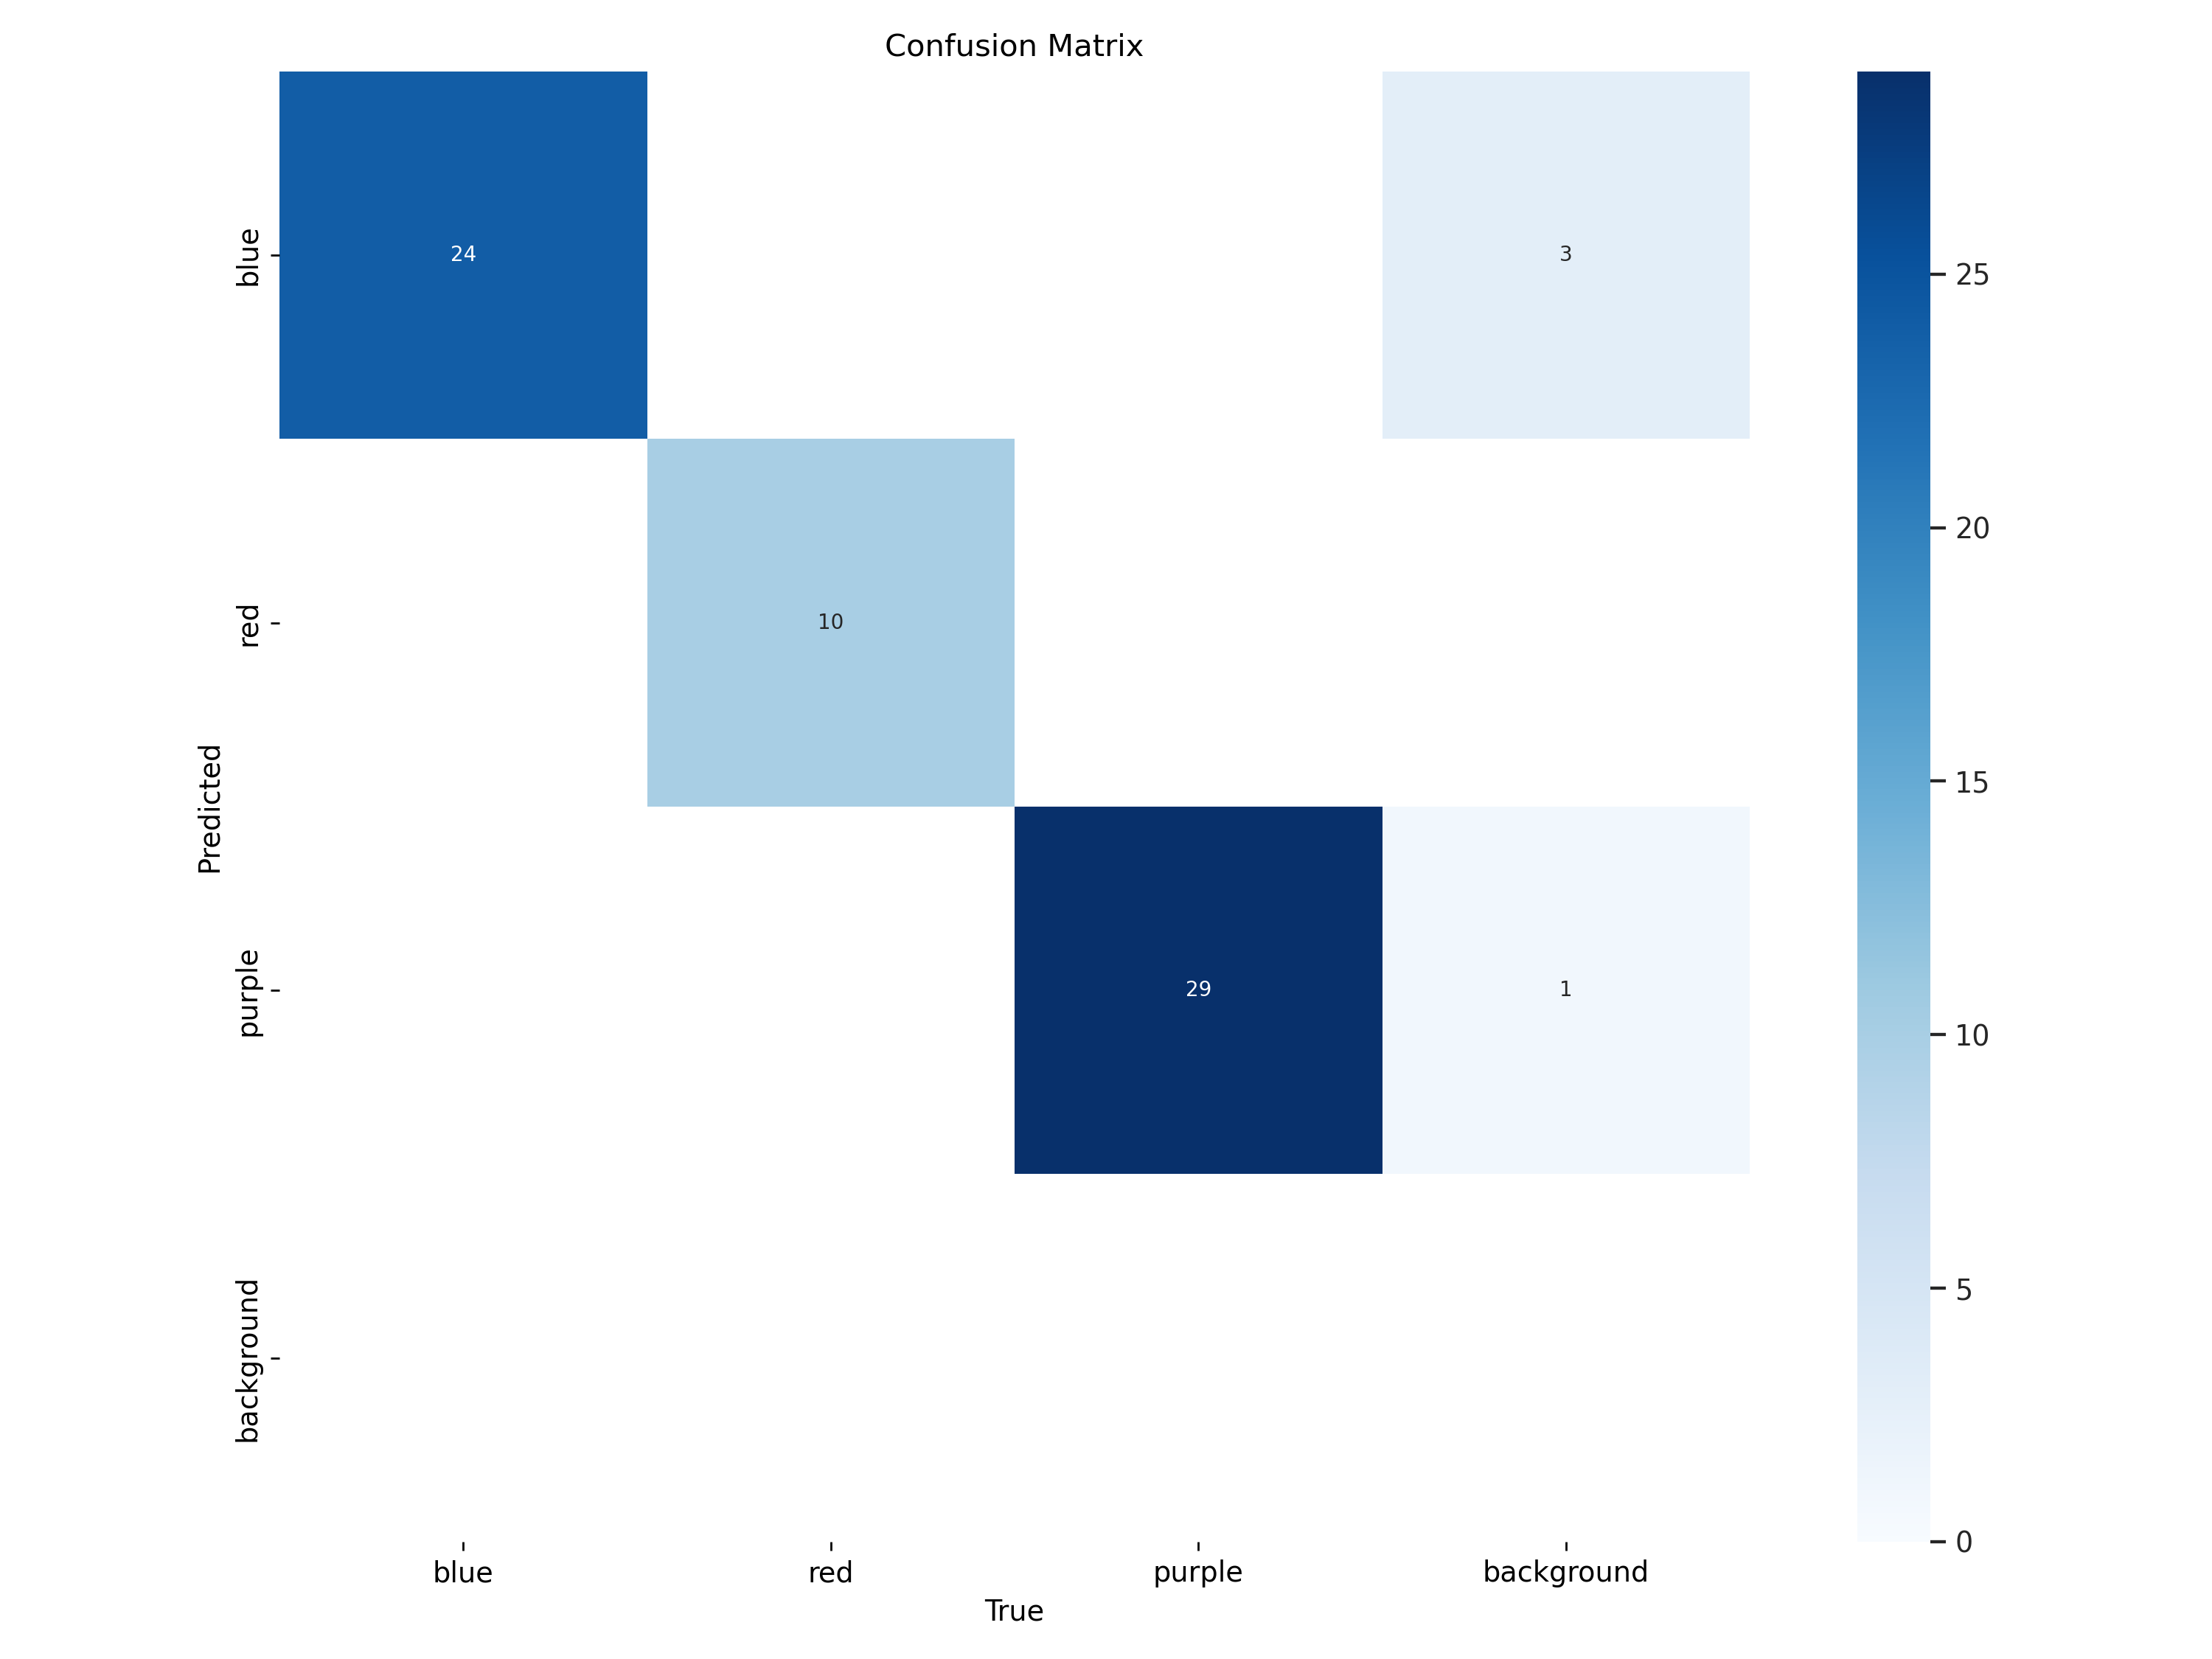 Confusion Matrix
blue
24
3
red
10
purple
29
1
background
Predicted
blue
red
purple
background
True
25
20
15
10
5
0